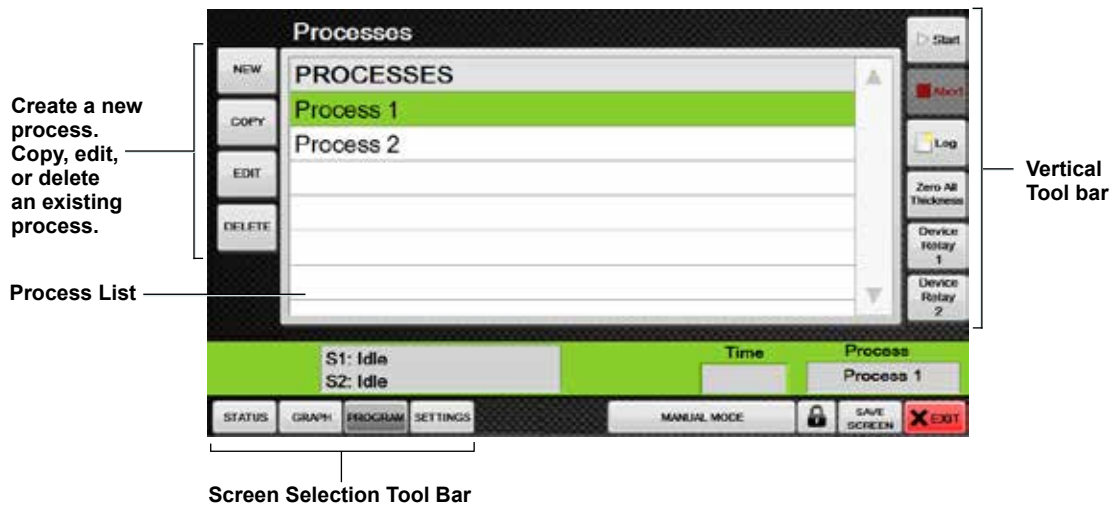 Processes
Create a new
process.
Copy, edit,
or delete
an existing
process.
NEW
COPY
EDIT
DELETE
PROCESSES
Process 1
Process 2
Start
Abort
Log
Zero All
Thickness
Device
Relay
1
Device
Relay
2
Vertical
Tool bar
Process List
S1: Idle
S2: Idle
Time
Process
Process 1
STATUS
GRAPH
PROGRAM
SETTINGS
MANUAL MODE
SAVE
SCREEN
EXIT
Screen Selection Tool Bar